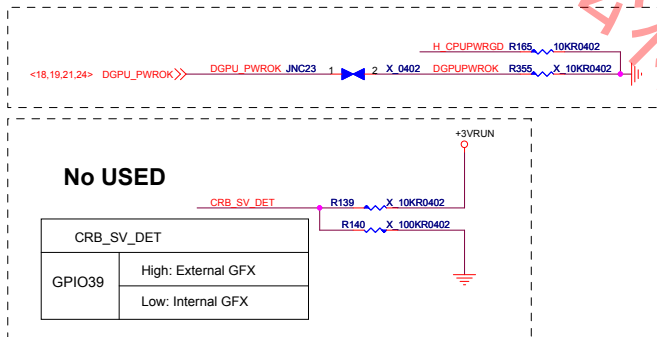 H_CPUPWRGD R165 10KR0402
<18,19,21,24> DGPU_PWROK DGPU_PWROK JNC23 1 2 X_0402 DGPUPWROK R355 X_10KR0402
+3VRUN
No USED
CRB_SV_DET R139 X_10KR0402
R140 X_100KR0402
CRB_SV_DET
GPIO39
High: External GFX
Low: Internal GFX